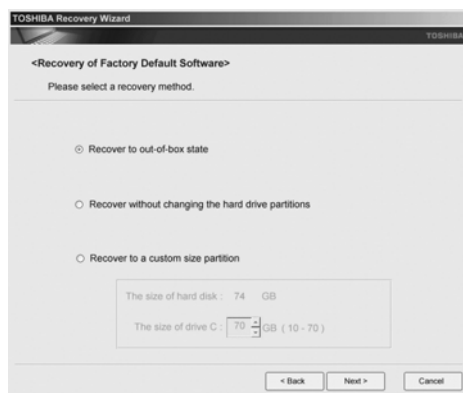 TOSHIBA Recovery Wizard
TOSHIBA
<Recovery of Factory Default Software>
Please select a recovery method.
Recover to out-of-box state
Recover without changing the hard drive partitions
Recover to a custom size partition
The size of hard disk : 74 GB
The size of drive C : 70 GB ( 10 - 70 )
< Back Next > Cancel